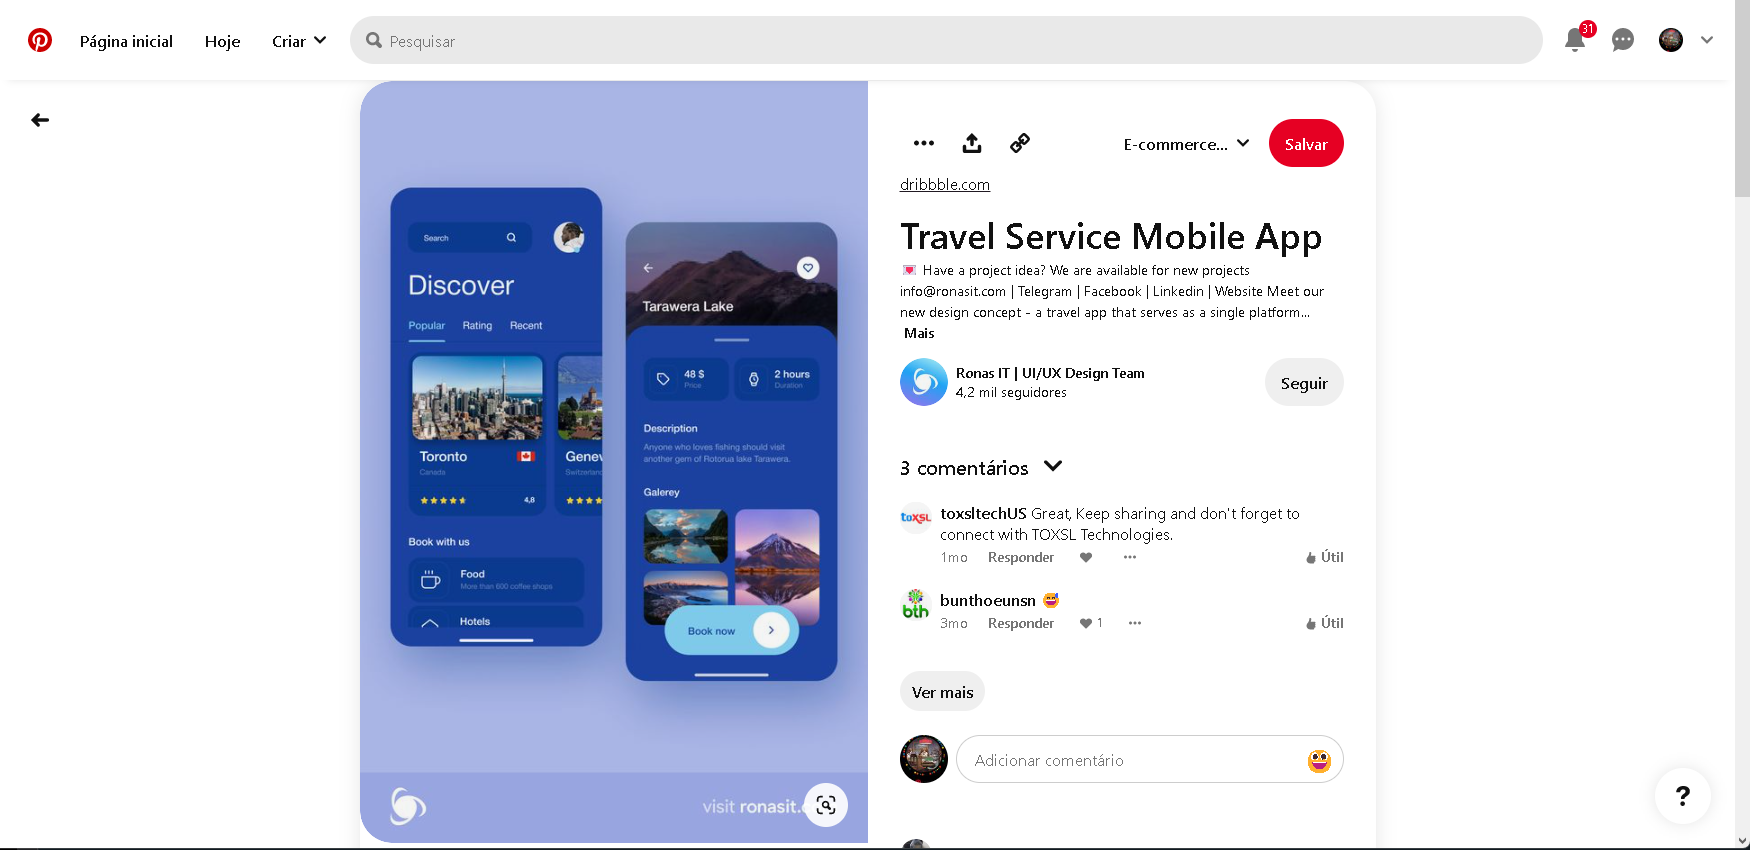 Página inicial
Hoje
Criar
Pesquisar
31
Search
Discover
Popular Rating Recent
Toronto
Canada
4,8
Genev
Switzerlan
Book with us
Food
More than 600 coffee shops
Hotels
Tarawera Lake
48 $
Price
2 hours
Duration
Description
Anyone who loves fishing should visit
another gem of Rotorua lake Tarawera.
Galerey
Book now
visit ronasit.c
E-commerce...
Salvar
dribbble.com
Travel Service Mobile App
💌 Have a project idea? We are available for new projects
info@ronasit.com | Telegram | Facebook | Linkedin | Website Meet our
new design concept - a travel app that serves as a single platform...
Mais
Ronas IT | UI/UX Design Team
4,2 mil seguidores
Seguir
3 comentários
toXSL
toxsltechUS Great, Keep sharing and don't forget to
connect with TOXSL Technologies.
1mo Responder Útil
bth
bunthoeunsn 😅
3mo Responder 1 Útil
Ver mais
Adicionar comentário
?